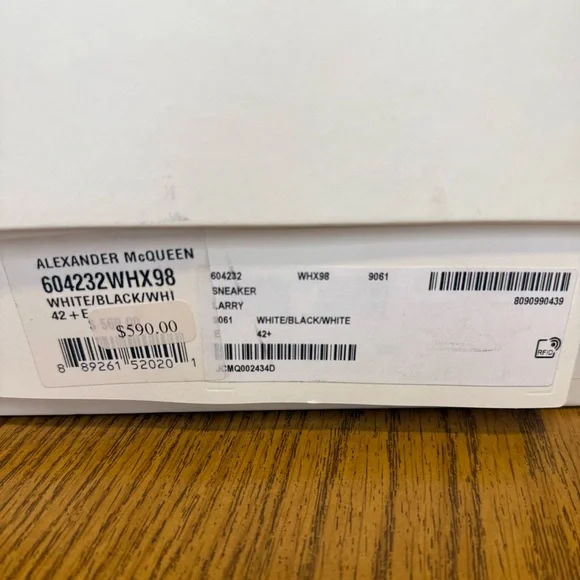 ALEXANDER McQUEEN
604232WHX98
WHITE/BLACK/WHI
42+E
$590.00
8 89261 52020 1
604232 WHX98 9061
SNEAKER
LARRY
9061 WHITE/BLACK/WHITE
E 42+
JCMQ002434D
8090990439
RFID